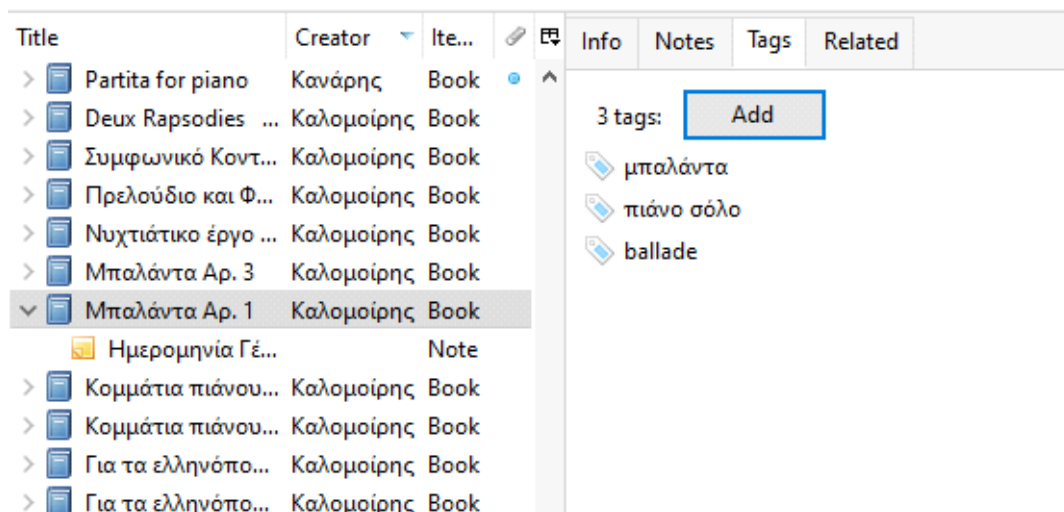 Title Creator Ite...
Partita for piano Κανάρης Book
Deux Rapsodies ... Καλομοίρης Book
Συμφωνικό Κοντ... Καλομοίρης Book
Πρελούδιο και Φ... Καλομοίρης Book
Νυχτιάτικο έργο ... Καλομοίρης Book
Μπαλάντα Αρ. 3 Καλομοίρης Book
Μπαλάντα Αρ. 1 Καλομοίρης Book
Ημερομηνία Γέ... Note
Κομμάτια πιάνου... Καλομοίρης Book
Κομμάτια πιάνου... Καλομοίρης Book
Για τα ελληνόπο... Καλομοίρης Book
Για τα ελληνόπο... Καλομοίρης Book
Info Notes Tags Related
3 tags: Add
μπαλάντα
πιάνο σόλο
ballade